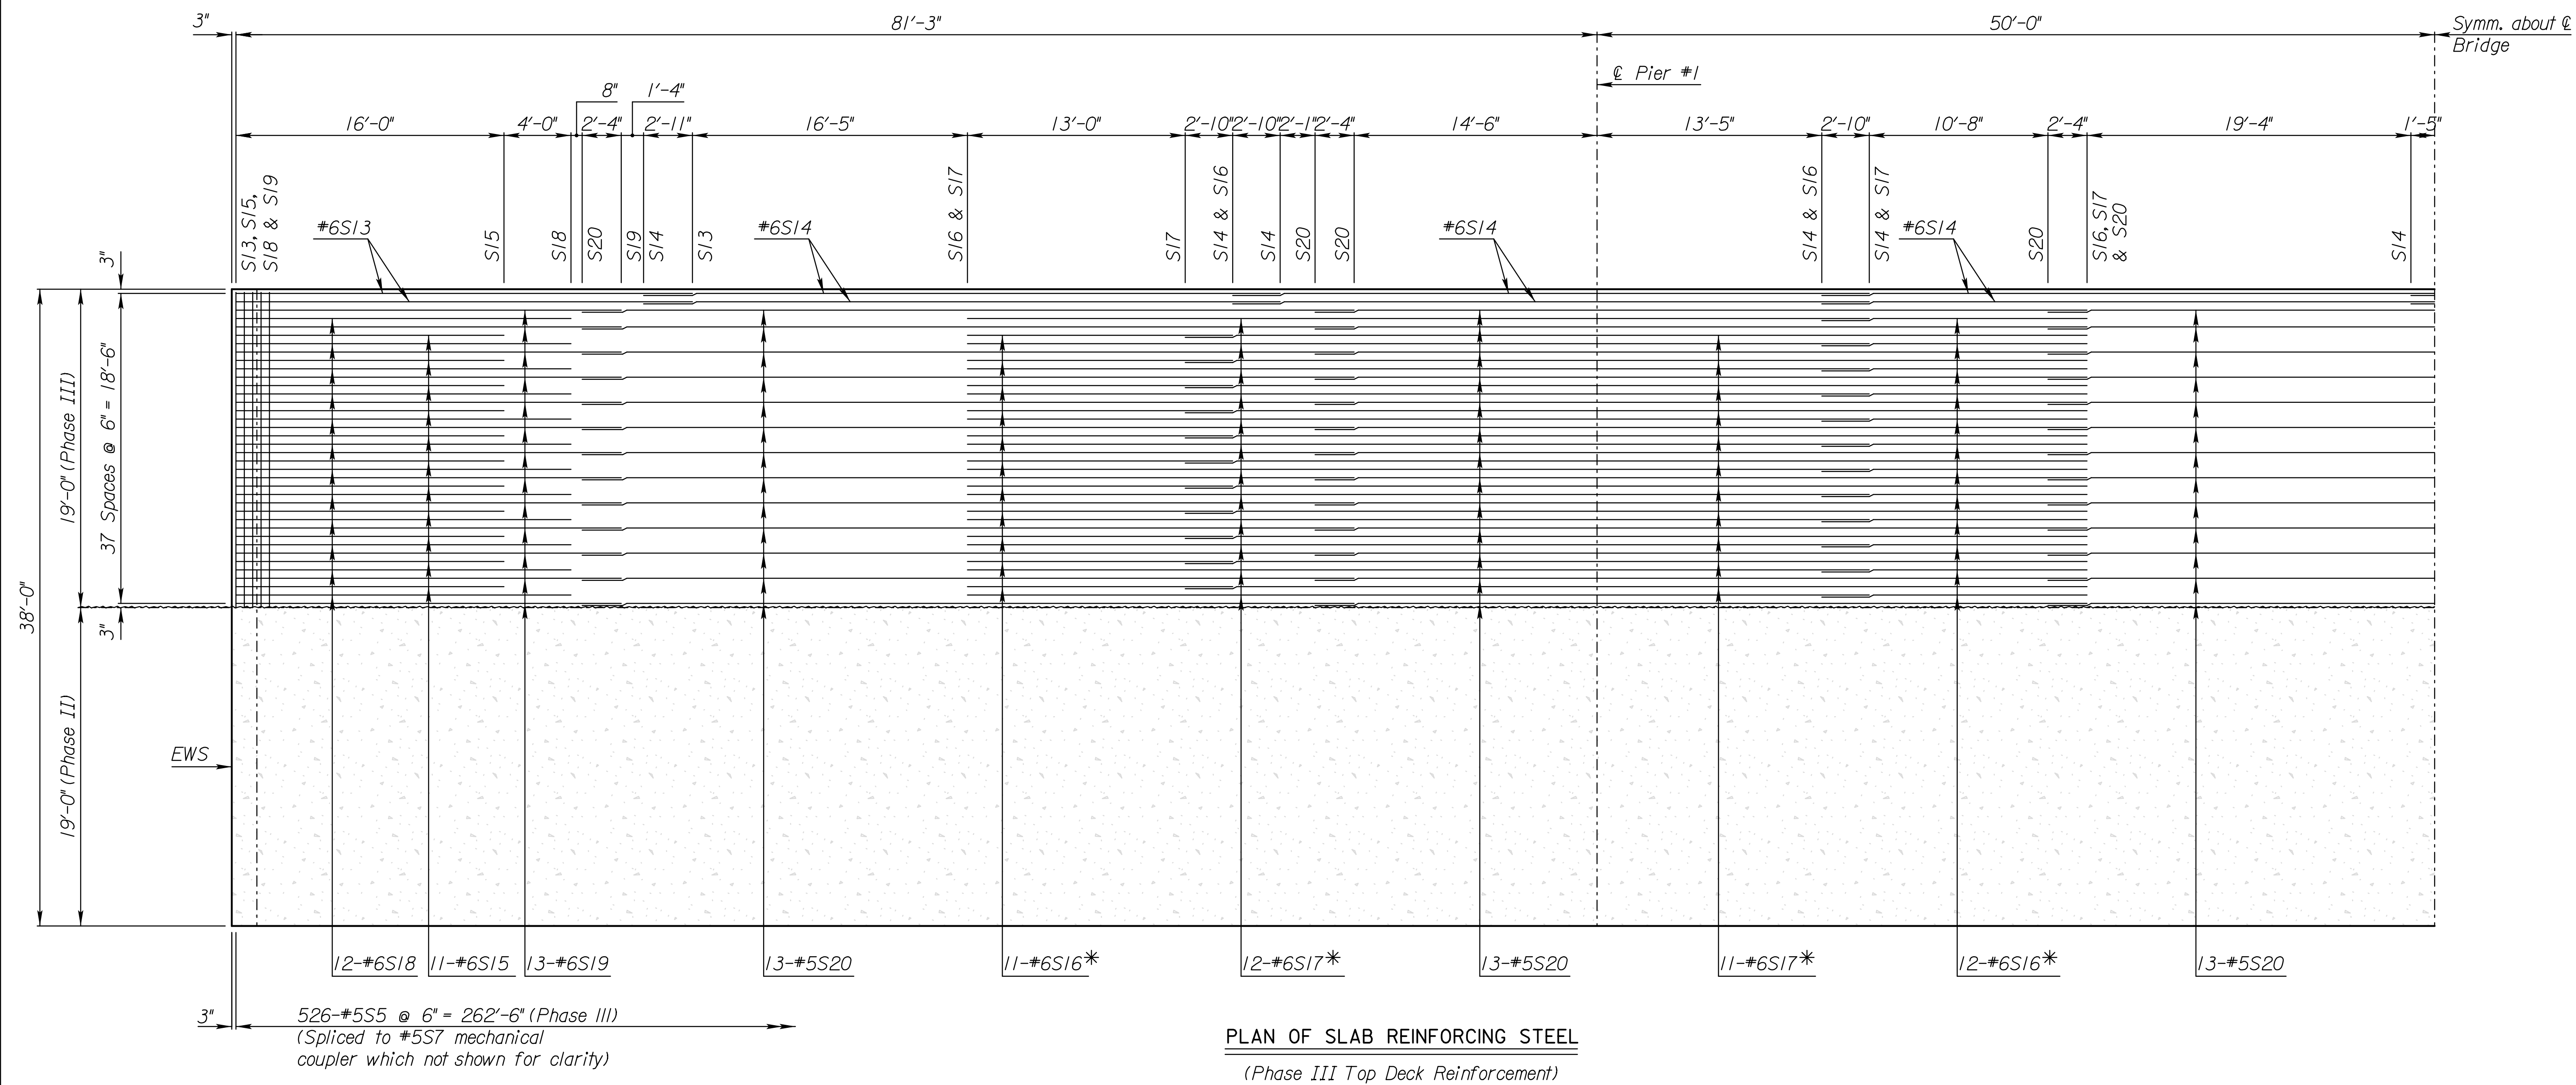 3"
81'-3"
50'-0"
Symm. about ℄
Bridge
℄ Pier #1
8"
1'-4"
16'-0"
4'-0"
2'-4"
2'-11"
16'-5"
13'-0"
2'-10"
2'-10"
2'-1"
2'-4"
14'-6"
13'-5"
2'-10"
10'-8"
2'-4"
19'-4"
1'-5"
S13, S15,
S18 & S19
S15
S18
S20
S19
S14
S13
S16 & S17
S17
S14 & S16
S14
S20
S20
S14 & S16
S14 & S17
S20
S16, S17
& S20
S14
#6S13
#6S14
#6S14
#6S14
3"
38'-0"
19'-0" (Phase III)
37 Spaces @ 6" = 18'-6"
3"
19'-0" (Phase II)
EWS
12-#6S18
11-#6S15
13-#6S19
13-#5S20
11-#6S16*
12-#6S17*
13-#5S20
11-#6S17*
12-#6S16*
13-#5S20
3"
526-#5S5 @ 6" = 262'-6" (Phase III)
(Spliced to #5S7 mechanical
coupler which not shown for clarity)
PLAN OF SLAB REINFORCING STEEL
(Phase III Top Deck Reinforcement)